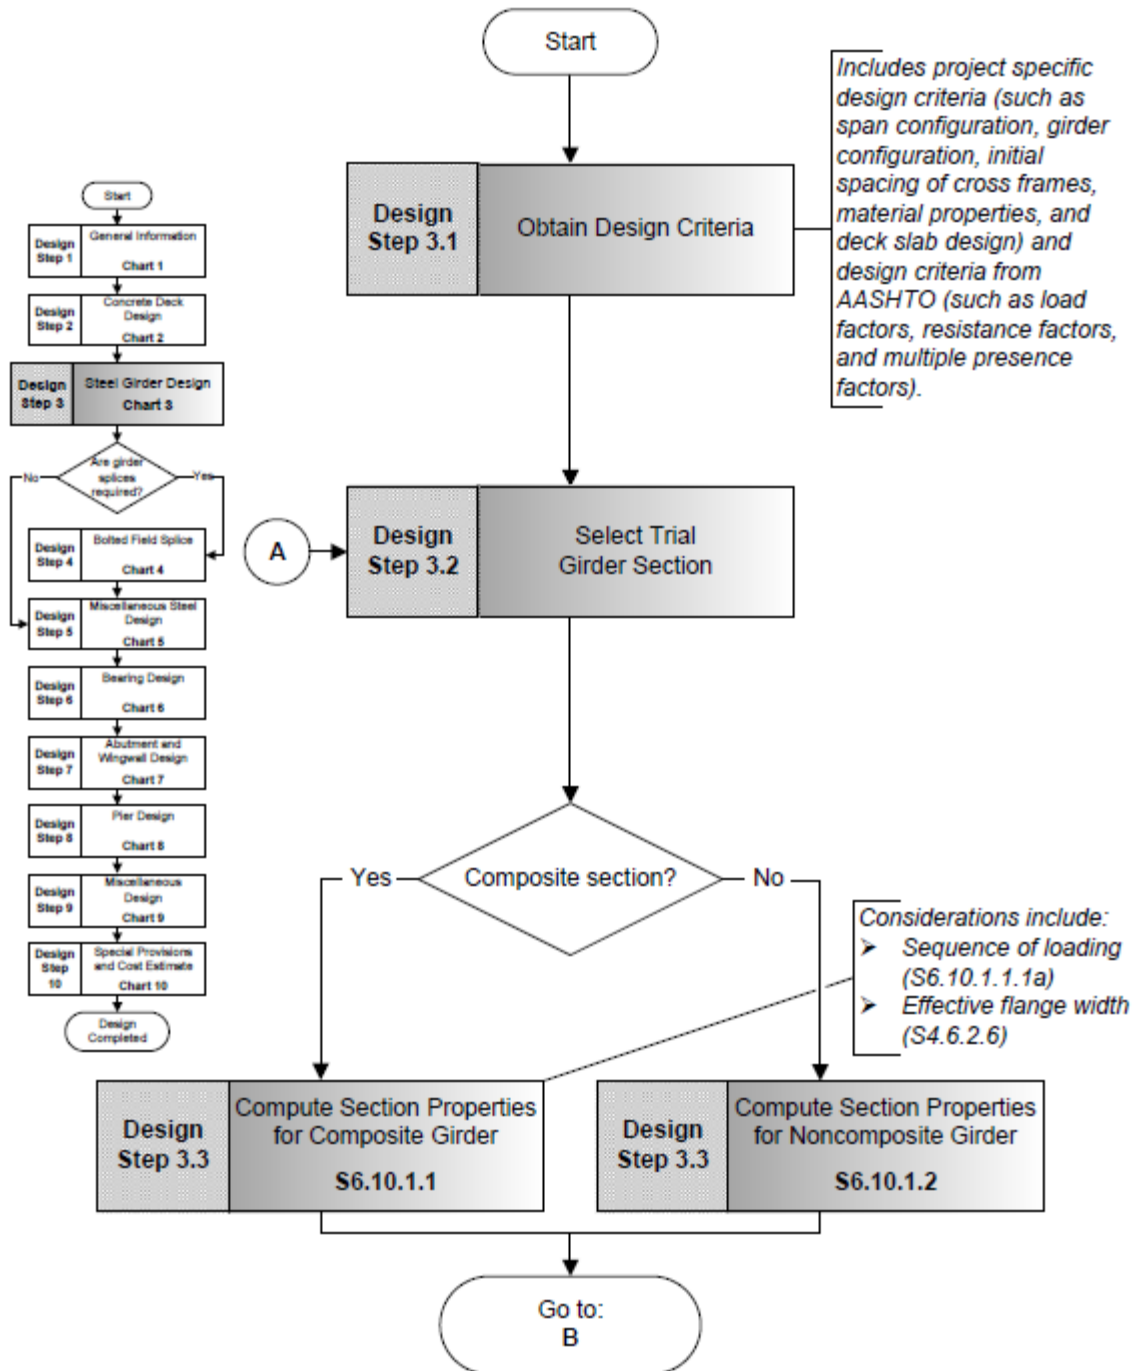 Start
Design
Step 3.1
Obtain Design Criteria
Includes project specific
design criteria (such as
span configuration, girder
configuration, initial
spacing of cross frames,
material properties, and
deck slab design) and
design criteria from
AASHTO (such as load
factors, resistance factors,
and multiple presence
factors).
Start
Design
Step 1
General Information
Chart 1
Design
Step 2
Concrete Deck
Design
Chart 2
Design
Step 3
Steel Girder Design
Chart 3
Are girder
splices
required?
No
Yes
Design
Step 4
Bolted Field Splice
Chart 4
Design
Step 5
Miscellaneous Steel
Design
Chart 5
Design
Step 6
Bearing Design
Chart 6
Design
Step 7
Abutment and
Wingwall Design
Chart 7
Design
Step 8
Pier Design
Chart 8
Design
Step 9
Miscellaneous
Design
Chart 9
Design
Step
10
Special Provisions
and Cost Estimate
Chart 10
Design
Completed
A
Design
Step 3.2
Select Trial
Girder Section
Yes
Composite section?
No
Considerations include:
➢ Sequence of loading
(S6.10.1.1.1a)
➢ Effective flange width
(S4.6.2.6)
Design
Step 3.3
Compute Section Properties
for Composite Girder
S6.10.1.1
Design
Step 3.3
Compute Section Properties
for Noncomposite Girder
S6.10.1.2
Go to:
B